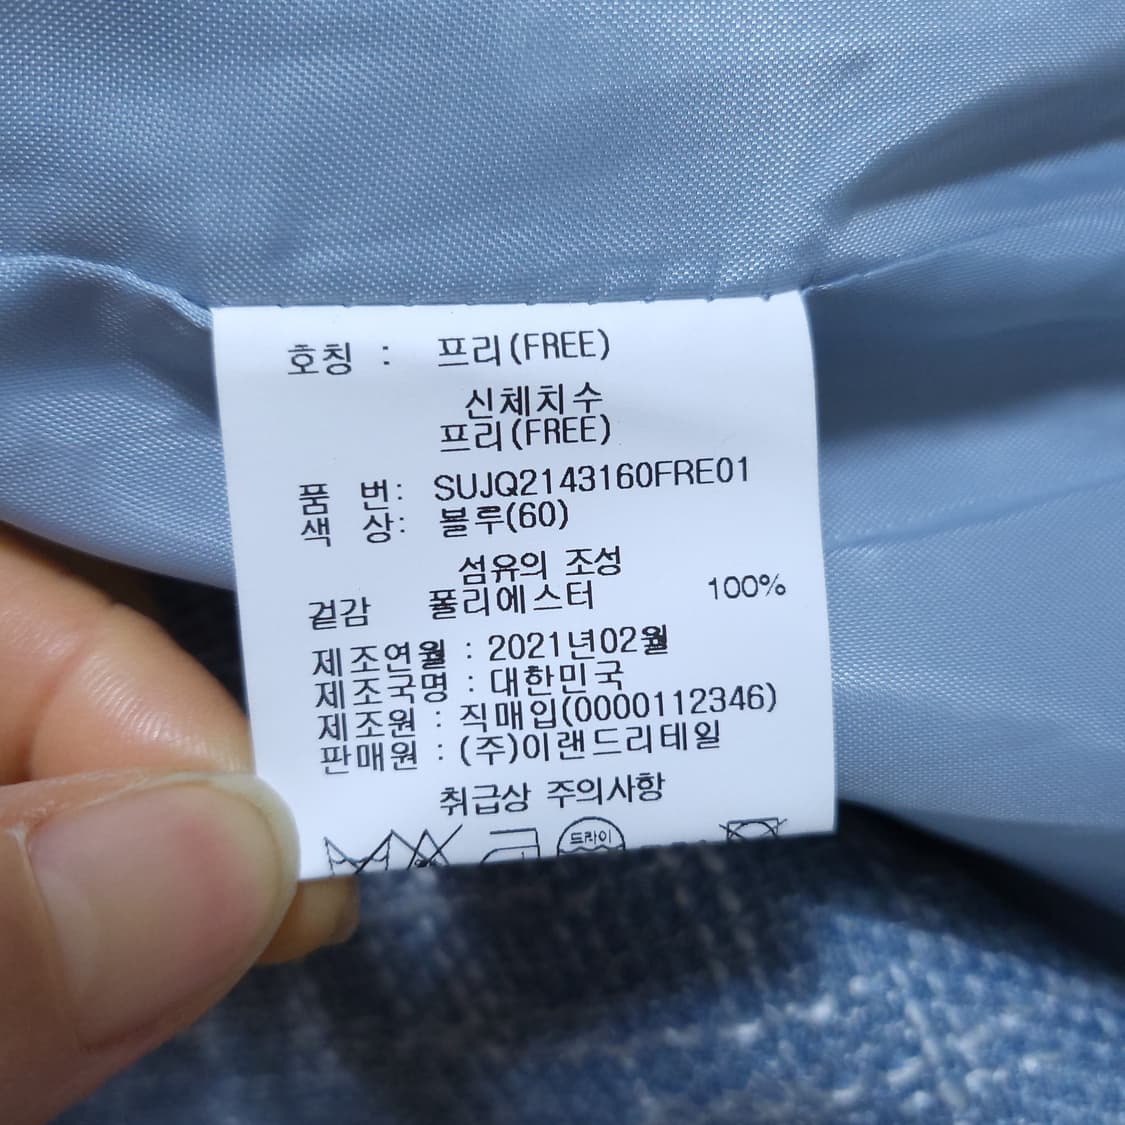 호칭 : 프리(FREE)
신체치수
프리(FREE)
품 번: SUJQ2143160FRE01
색 상: 블루(60)
섬유의 조성
겉감 폴리에스터 100%
제조연월 : 2021년02월
제조국명 : 대한민국
제조원 : 직매입(0000112346)
판매원 : (주)이랜드리테일
취급상 주의사항
드라이